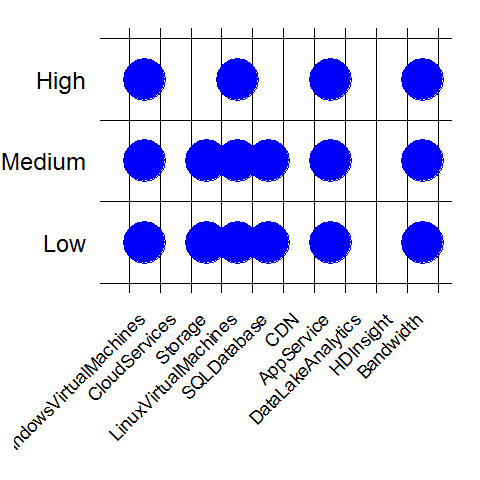 High
Medium
Low
ndowsVirtualMachines
CloudServices
Storage
LinuxVirtualMachines
SQLDatabase
CDN
AppService
DataLakeAnalytics
HDInsight
Bandwidth